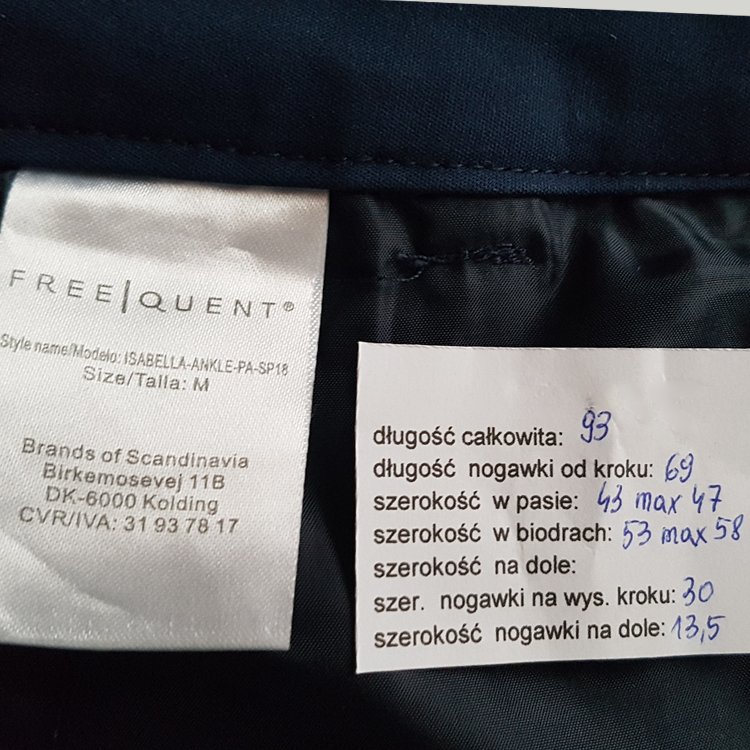 FREE|QUENT®
Style name/Modelo: ISABELLA-ANKLE-PA-SP18
Size/Talla: M
Brands of Scandinavia
Birkemosevej 11B
DK-6000 Kolding
CVR/IVA: 31 93 78 17
długość całkowita: 93
długość nogawki od kroku: 69
szerokość w pasie: 43 max 47
szerokość w biodrach: 53 max 58
szerokość na dole:
szer. nogawki na wys. kroku: 30
szerokość nogawki na dole: 13,5